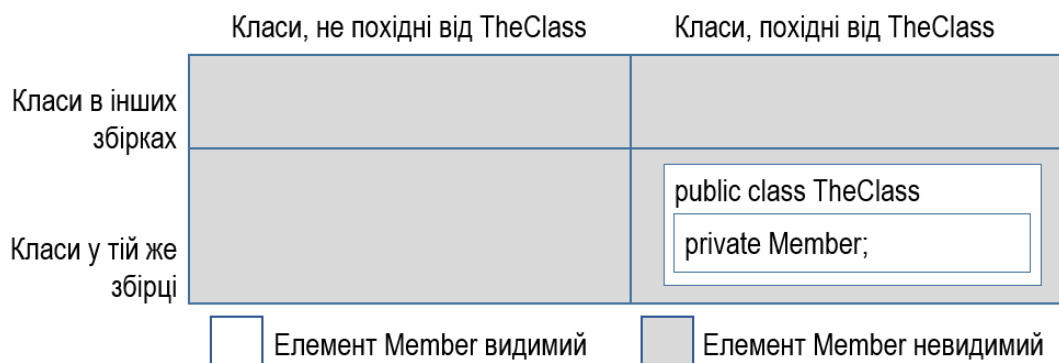 Класи, не похідні від TheClass
Класи, похідні від TheClass
Класи в інших
збірках
public class TheClass
private Member;
Класи у тій же
збірці
Елемент Member видимий
Елемент Member невидимий